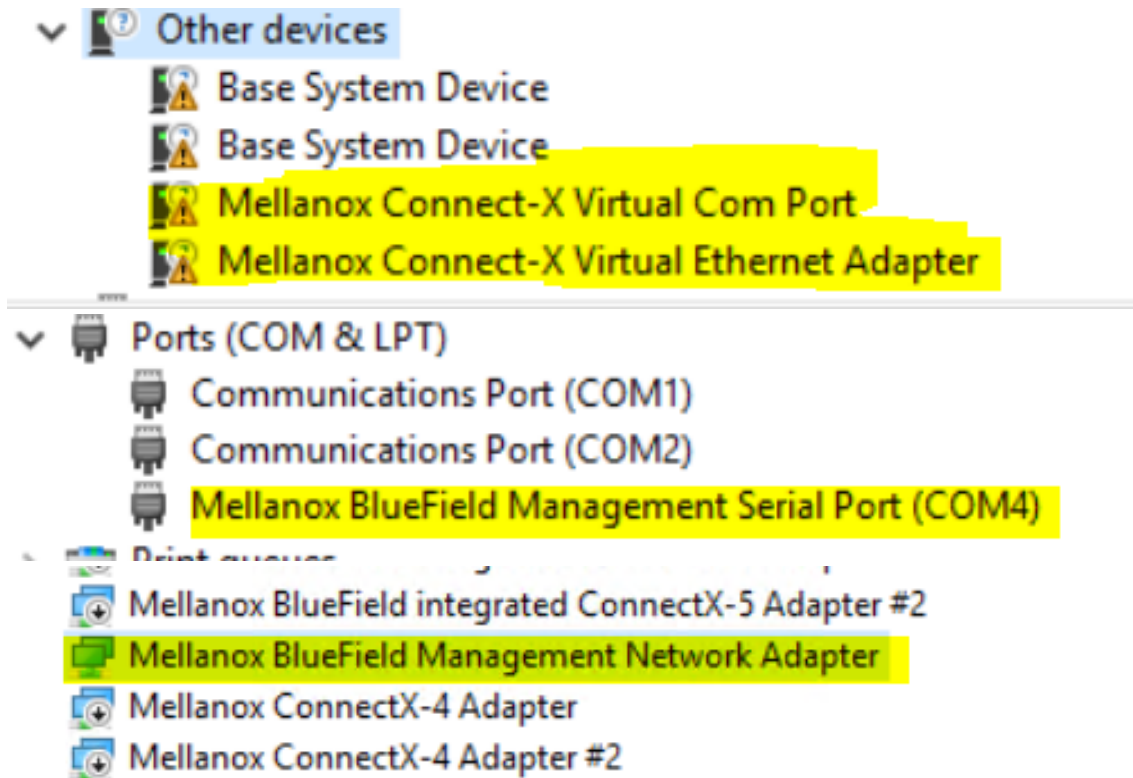 Other devices
Base System Device
Base System Device
Mellanox Connect-X Virtual Com Port
Mellanox Connect-X Virtual Ethernet Adapter
Ports (COM & LPT)
Communications Port (COM1)
Communications Port (COM2)
Mellanox BlueField Management Serial Port (COM4)
Print queues
Mellanox BlueField integrated ConnectX-5 Adapter #2
Mellanox BlueField Management Network Adapter
Mellanox ConnectX-4 Adapter
Mellanox ConnectX-4 Adapter #2